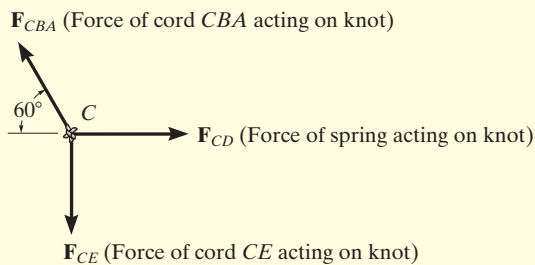 F_CBA (Force of cord CBA acting on knot)
60°
C
F_CD (Force of spring acting on knot)
F_CE (Force of cord CE acting on knot)